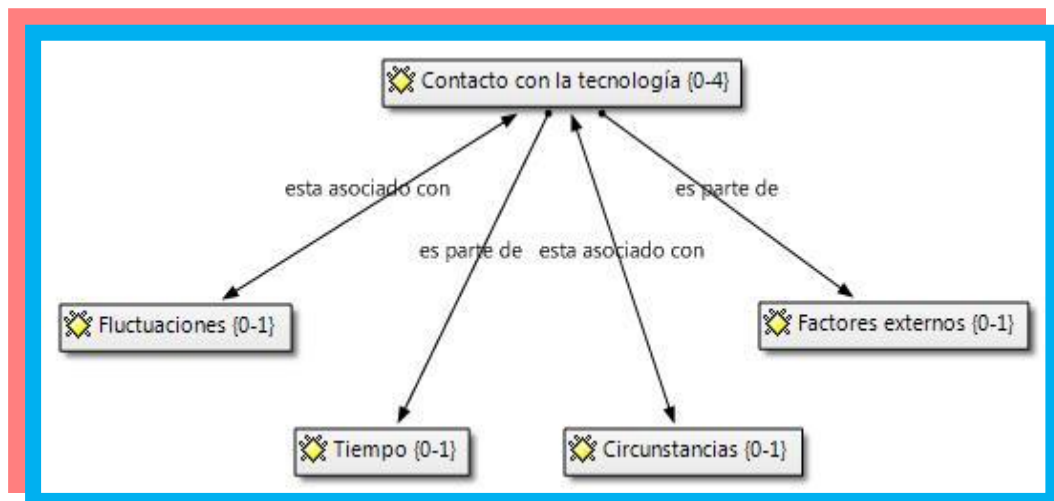 Contacto con la tecnología {0-4}
esta asociado con
es parte de
es parte de
esta asociado con
Fluctuaciones {0-1}
Factores externos {0-1}
Tiempo {0-1}
Circunstancias {0-1}